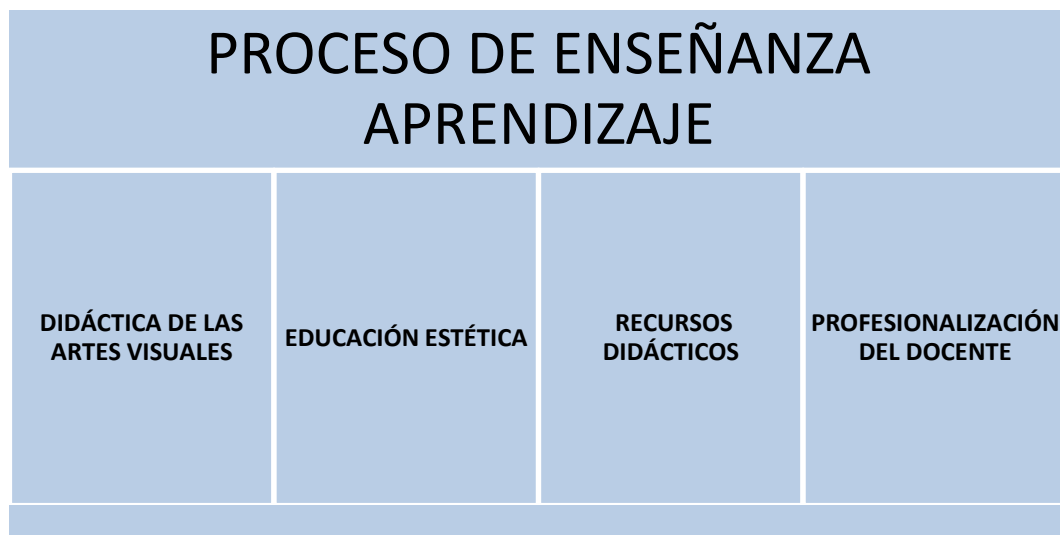 PROCESO DE ENSEÑANZA
APRENDIZAJE
DIDÁCTICA DE LAS
ARTES VISUALES
EDUCACIÓN ESTÉTICA
RECURSOS
DIDÁCTICOS
PROFESIONALIZACIÓN
DEL DOCENTE